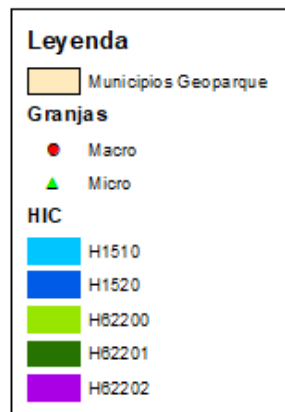 Leyenda
Municipios Geoparque
Granjas
Macro
Micro
HIC
H1510
H1520
H62200
H62201
H62202